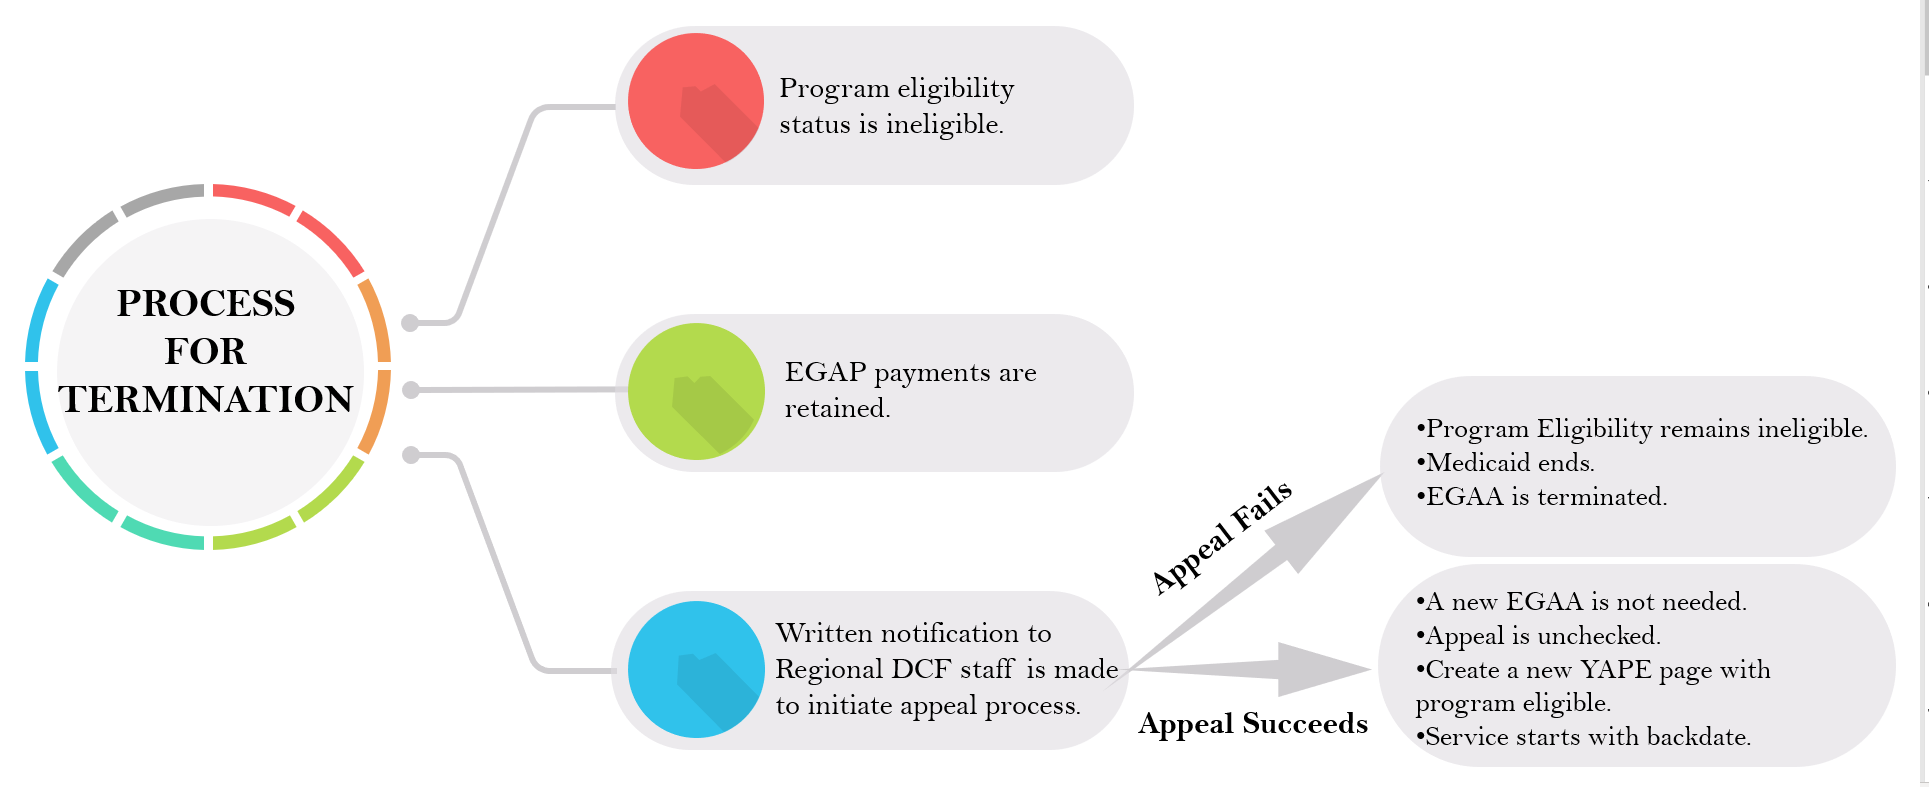 PROCESS
FOR
TERMINATION
Program eligibility
status is ineligible.
EGAP payments are
retained.
Written notification to
Regional DCF staff is made
to initiate appeal process.
Appeal Fails
•Program Eligibility remains ineligible.
•Medicaid ends.
•EGAA is terminated.
Appeal Succeeds
•A new EGAA is not needed.
•Appeal is unchecked.
•Create a new YAPE page with
program eligible.
•Service starts with backdate.